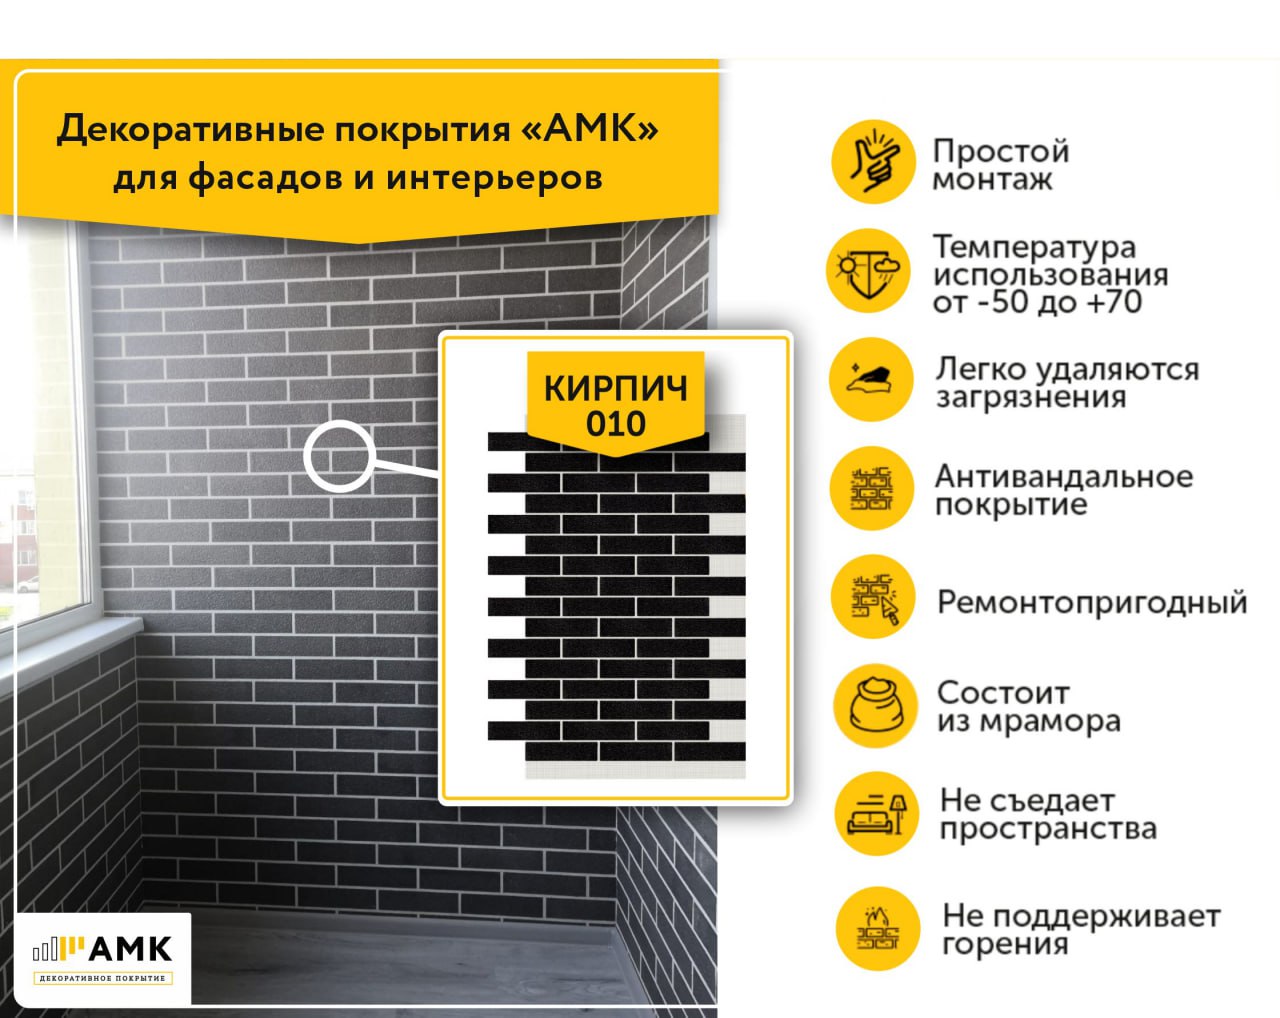 Декоративные покрытия «АМК»
для фасадов и интерьеров
КИРПИЧ
010
АМК
ДЕКОРАТИВНОЕ ПОКРЫТИЕ
Простой
монтаж
Температура
использования
от -50 до +70
Легко удаляются
загрязнения
Антивандальное
покрытие
Ремонтопригодный
Состоит
из мрамора
Не съедает
пространства
Не поддерживает
горения